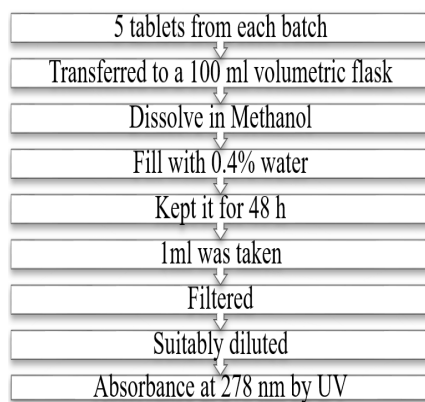 5 tablets from each batch
Transferred to a 100 ml volumetric flask
Dissolve in Methanol
Fill with 0.4% water
Kept it for 48 h
1ml was taken
Filtered
Suitably diluted
Absorbance at 278 nm by UV